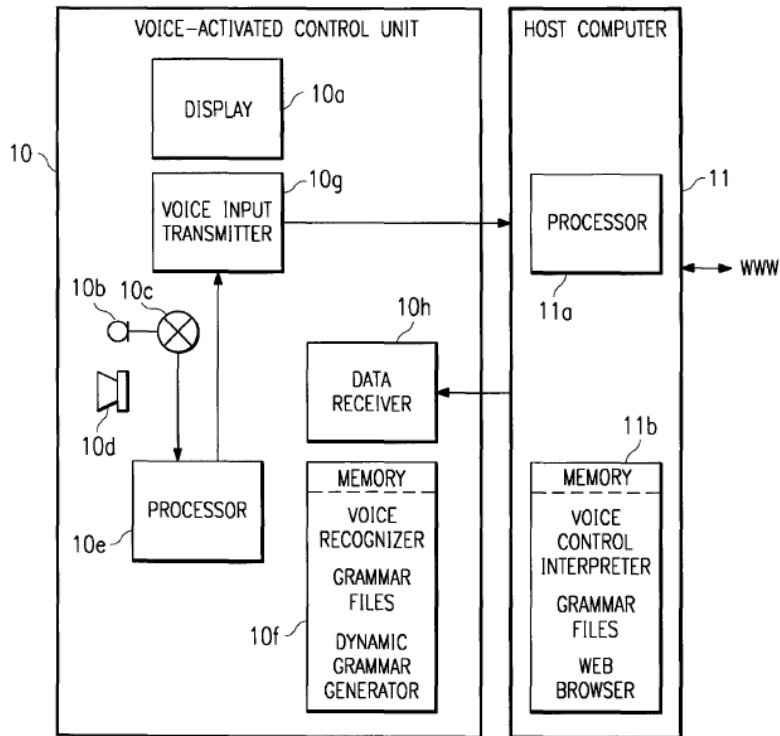 VOICE-ACTIVATED CONTROL UNIT
HOST COMPUTER
DISPLAY
10a
10
10g
VOICE INPUT
TRANSMITTER
11
PROCESSOR
11a
WWW
10b
10c
10h
DATA
RECEIVER
10d
PROCESSOR
10e
MEMORY
VOICE
RECOGNIZER
GRAMMAR
FILES
DYNAMIC
GRAMMAR
GENERATOR
10f
11b
MEMORY
VOICE
CONTROL
INTERPRETER
GRAMMAR
FILES
WEB
BROWSER